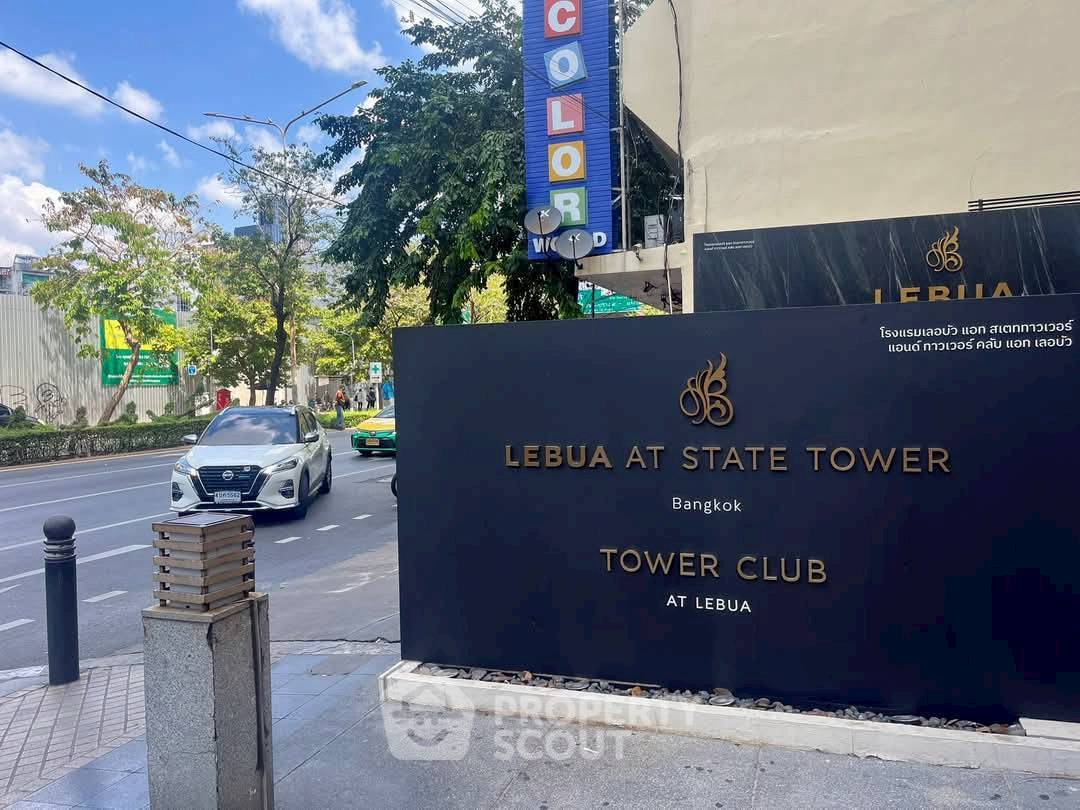 COLOR
WORLD
LEBUA
โรงแรมเลอบัว แอท สเตททาวเวอร์
แอนด์ ทาวเวอร์ คลับ แอท เลอบัว
LEBUA AT STATE TOWER
Bangkok
TOWER CLUB
AT LEBUA
PROPERTY
SCOUT